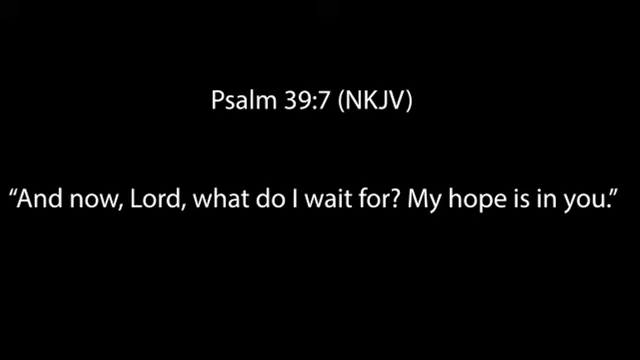 Psalm 39:7 (NKJV)
“And now, Lord, what do I wait for? My hope is in you.”